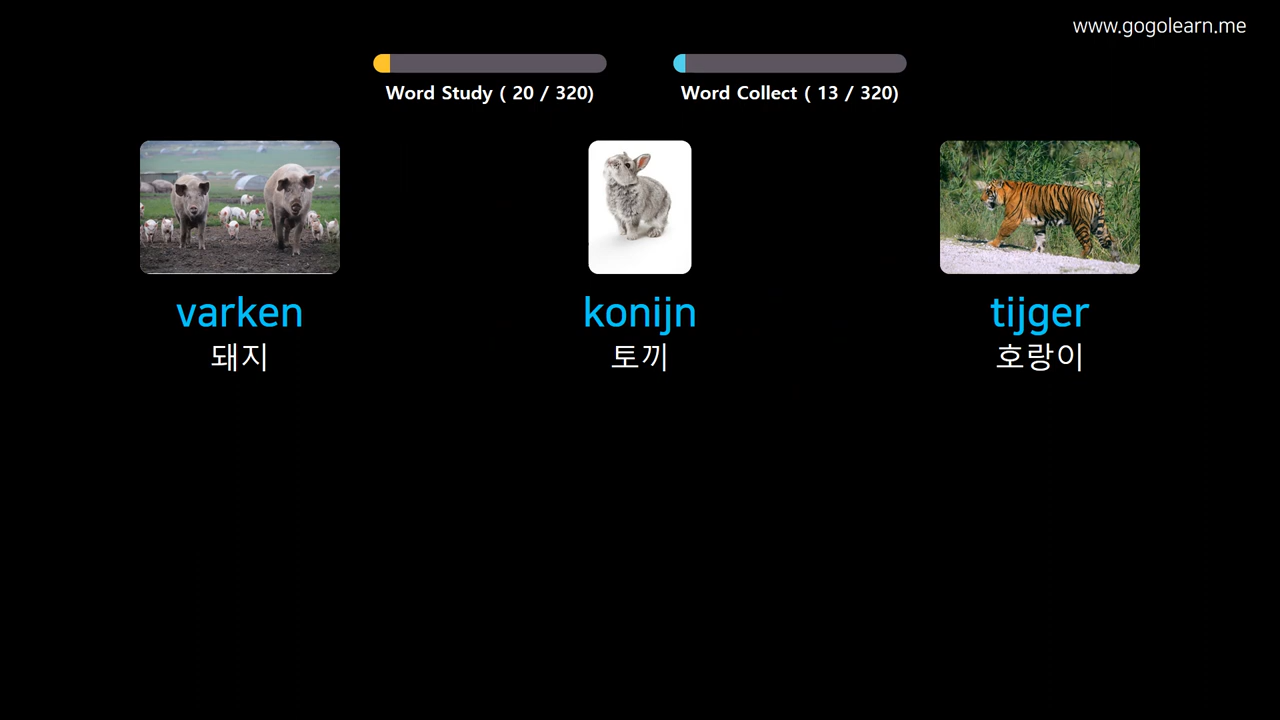 www.gogolearn.me
Word Study ( 20 / 320)
Word Collect ( 13 / 320)
varken
konijn
tijger
돼지
토끼
호랑이